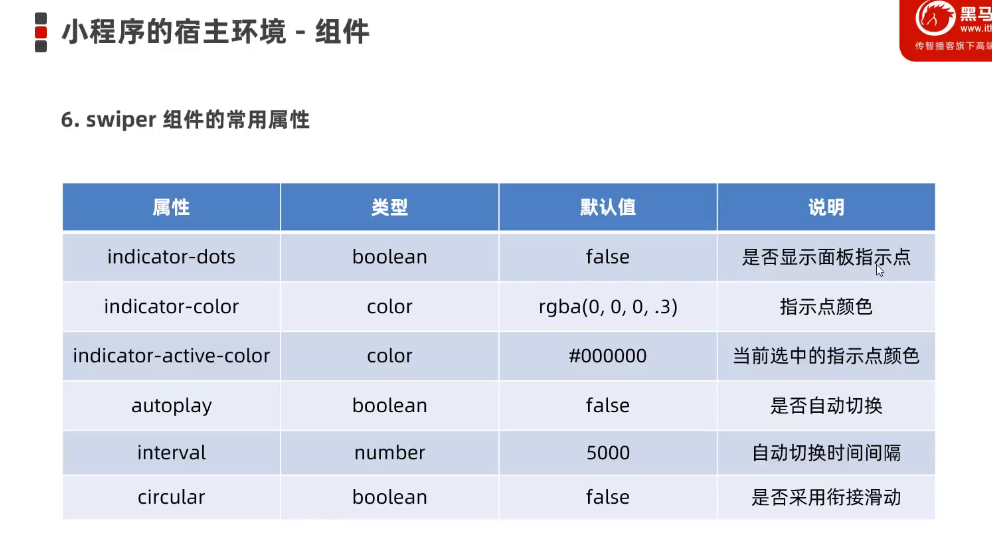 小程序的宿主环境 - 组件
黑马
www.ith
传智播客旗下高端
6. swiper 组件的常用属性
属性 类型 默认值 说明
indicator-dots boolean false 是否显示面板指示点
indicator-color color rgba(0, 0, 0, .3) 指示点颜色
indicator-active-color color #000000 当前选中的指示点颜色
autoplay boolean false 是否自动切换
interval number 5000 自动切换时间间隔
circular boolean false 是否采用衔接滑动